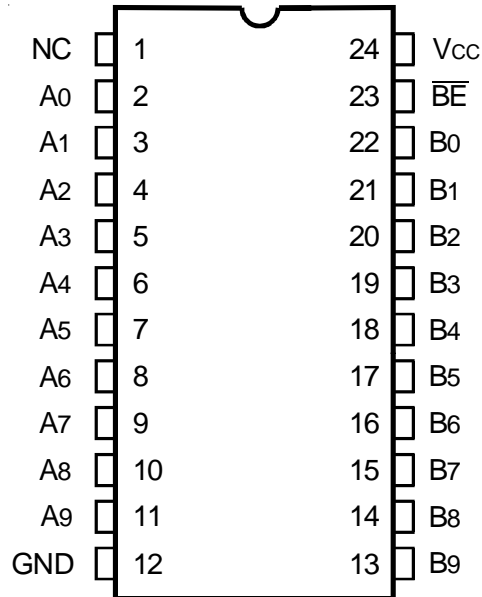 NC 1 24 VCC
A0 2 23 B̅E̅
A1 3 22 B0
A2 4 21 B1
A3 5 20 B2
A4 6 19 B3
A5 7 18 B4
A6 8 17 B5
A7 9 16 B6
A8 10 15 B7
A9 11 14 B8
GND 12 13 B9